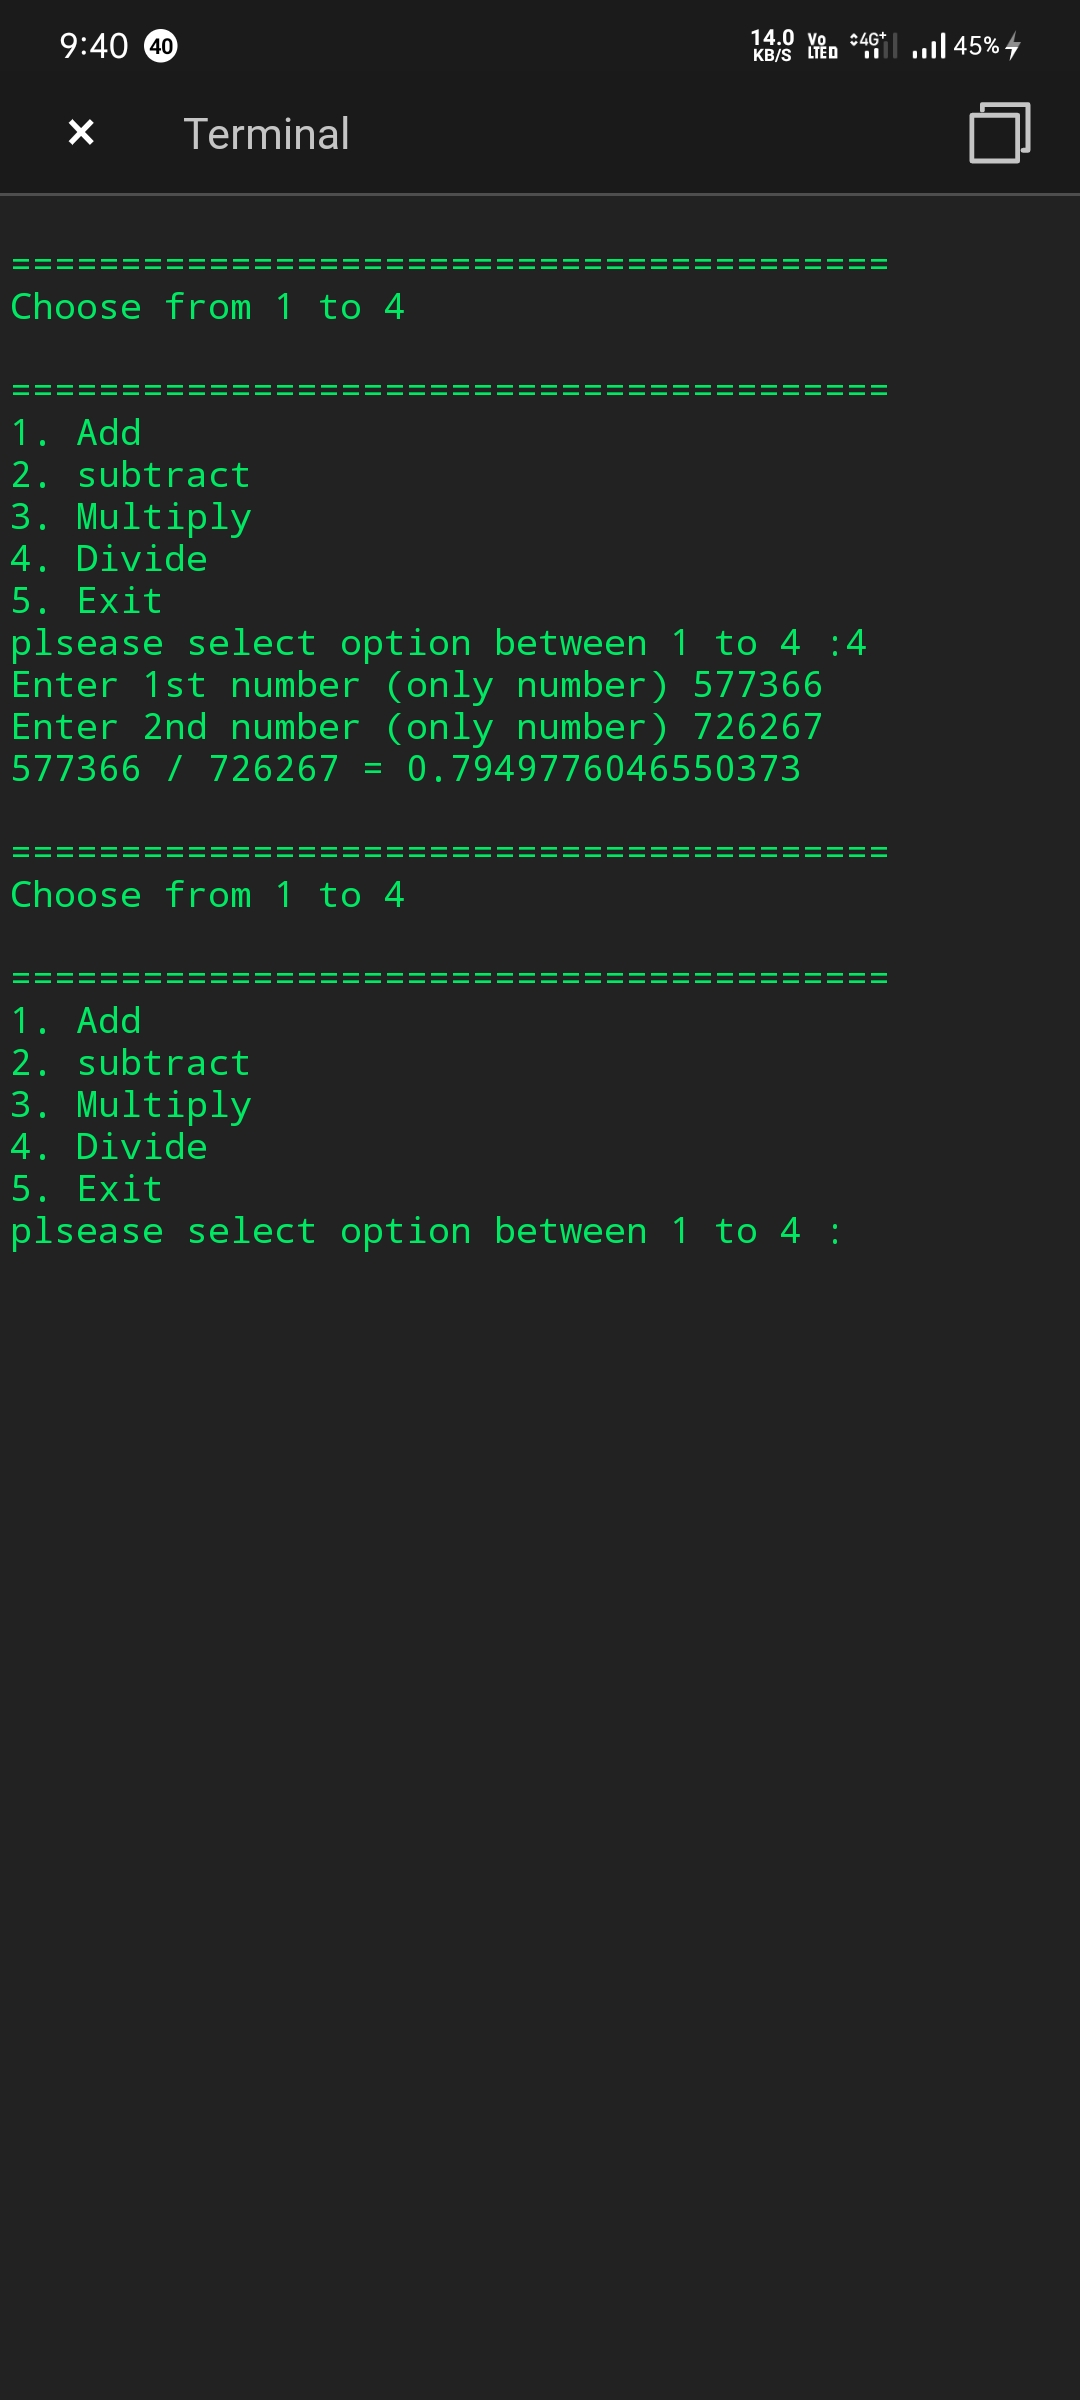 9:40 40 14.0 KB/S Vo LTE D 4G+ 45%
Terminal
========================================
Choose from 1 to 4
========================================
1. Add
2. subtract
3. Multiply
4. Divide
5. Exit
plsease select option between 1 to 4 :4
Enter 1st number (only number) 577366
Enter 2nd number (only number) 726267
577366 / 726267 = 0.7949776046550373
========================================
Choose from 1 to 4
========================================
1. Add
2. subtract
3. Multiply
4. Divide
5. Exit
plsease select option between 1 to 4 :